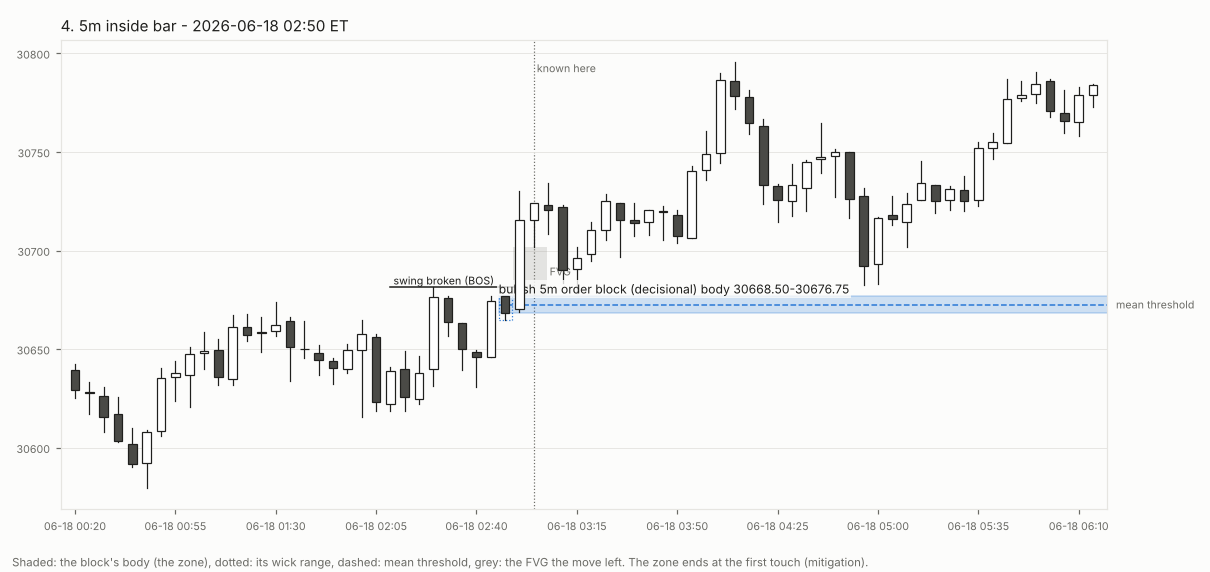 4. 5m inside bar - 2026-06-18 02:50 ET
30800
known here
30750
30700
FVG
swing broken (BOS)
bullish 5m order block (decisional) body 30668.50-30676.75
mean threshold
30650
30600
06-18 00:20 06-18 00:55 06-18 01:30 06-18 02:05 06-18 02:40 06-18 03:15 06-18 03:50 06-18 04:25 06-18 05:00 06-18 05:35 06-18 06:10
Shaded: the block's body (the zone), dotted: its wick range, dashed: mean threshold, grey: the FVG the move left. The zone ends at the first touch (mitigation).